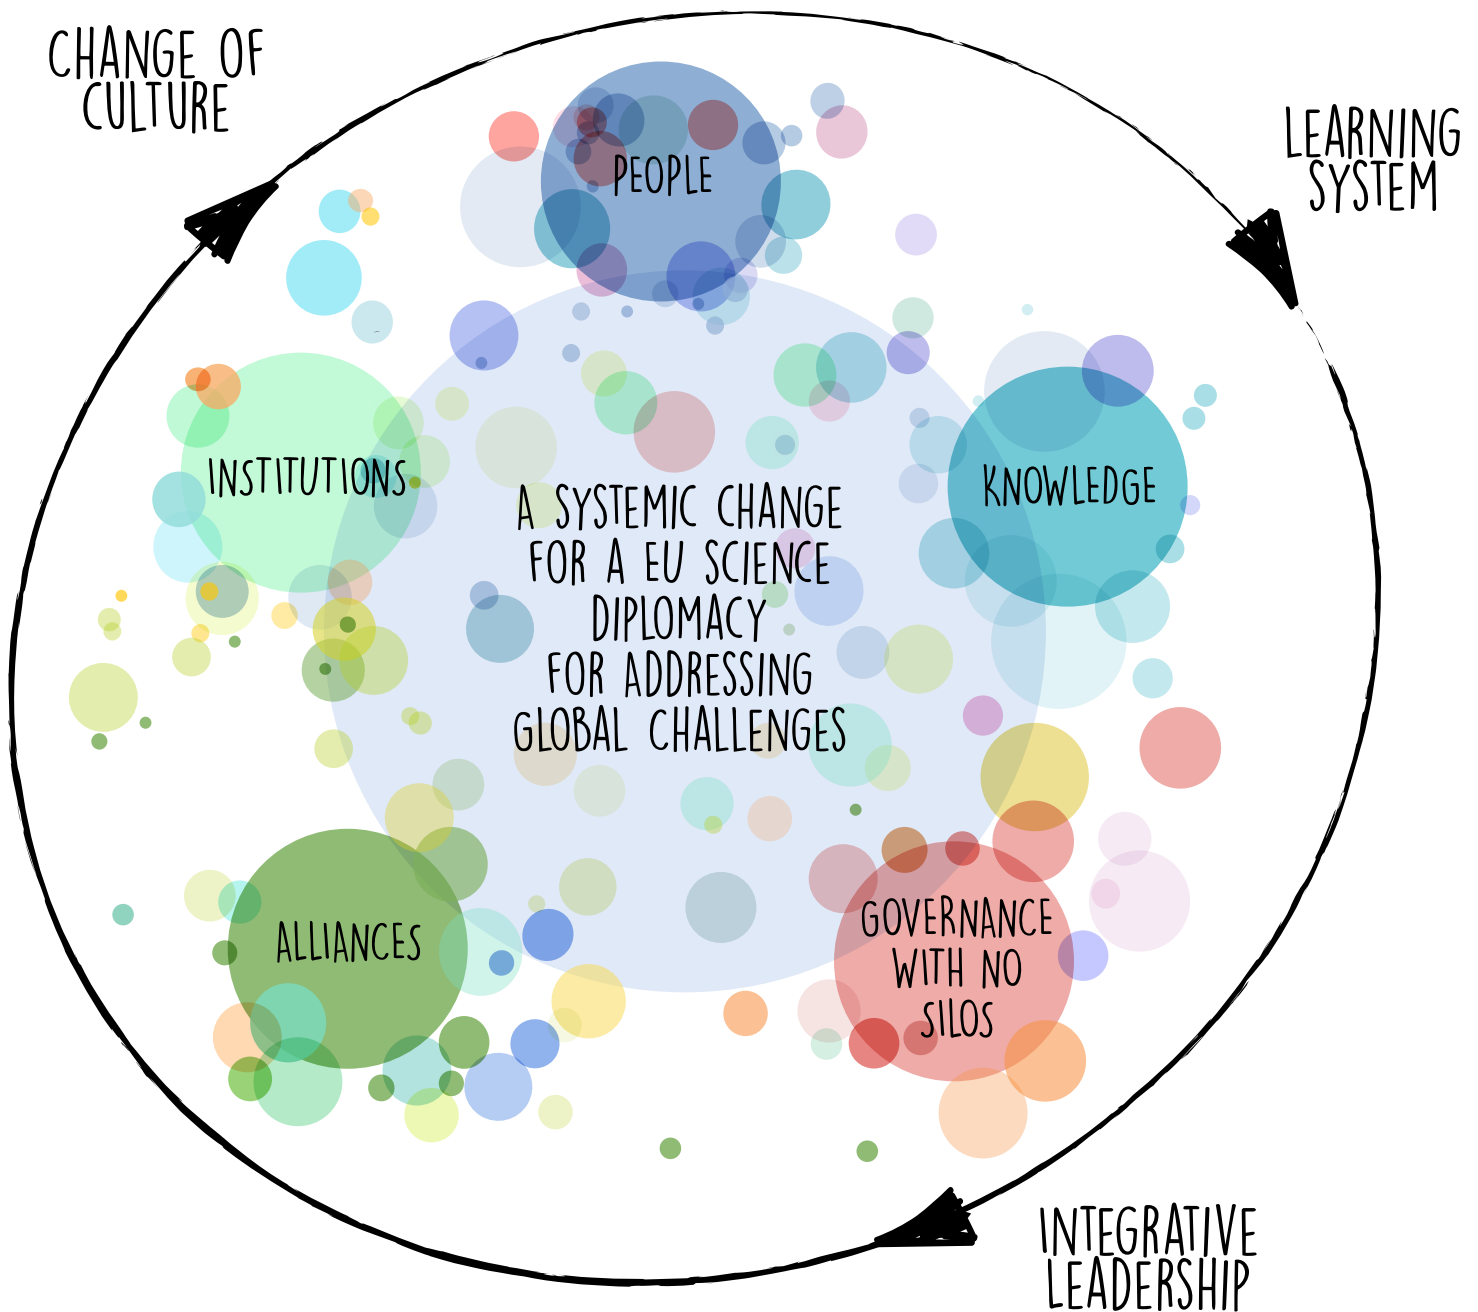 CHANGE OF
CULTURE
LEARNING
SYSTEM
PEOPLE
INSTITUTIONS
KNOWLEDGE
A SYSTEMIC CHANGE
FOR A EU SCIENCE
DIPLOMACY
FOR ADDRESSING
GLOBAL CHALLENGES
ALLIANCES
GOVERNANCE
WITH NO
SILOS
INTEGRATIVE
LEADERSHIP